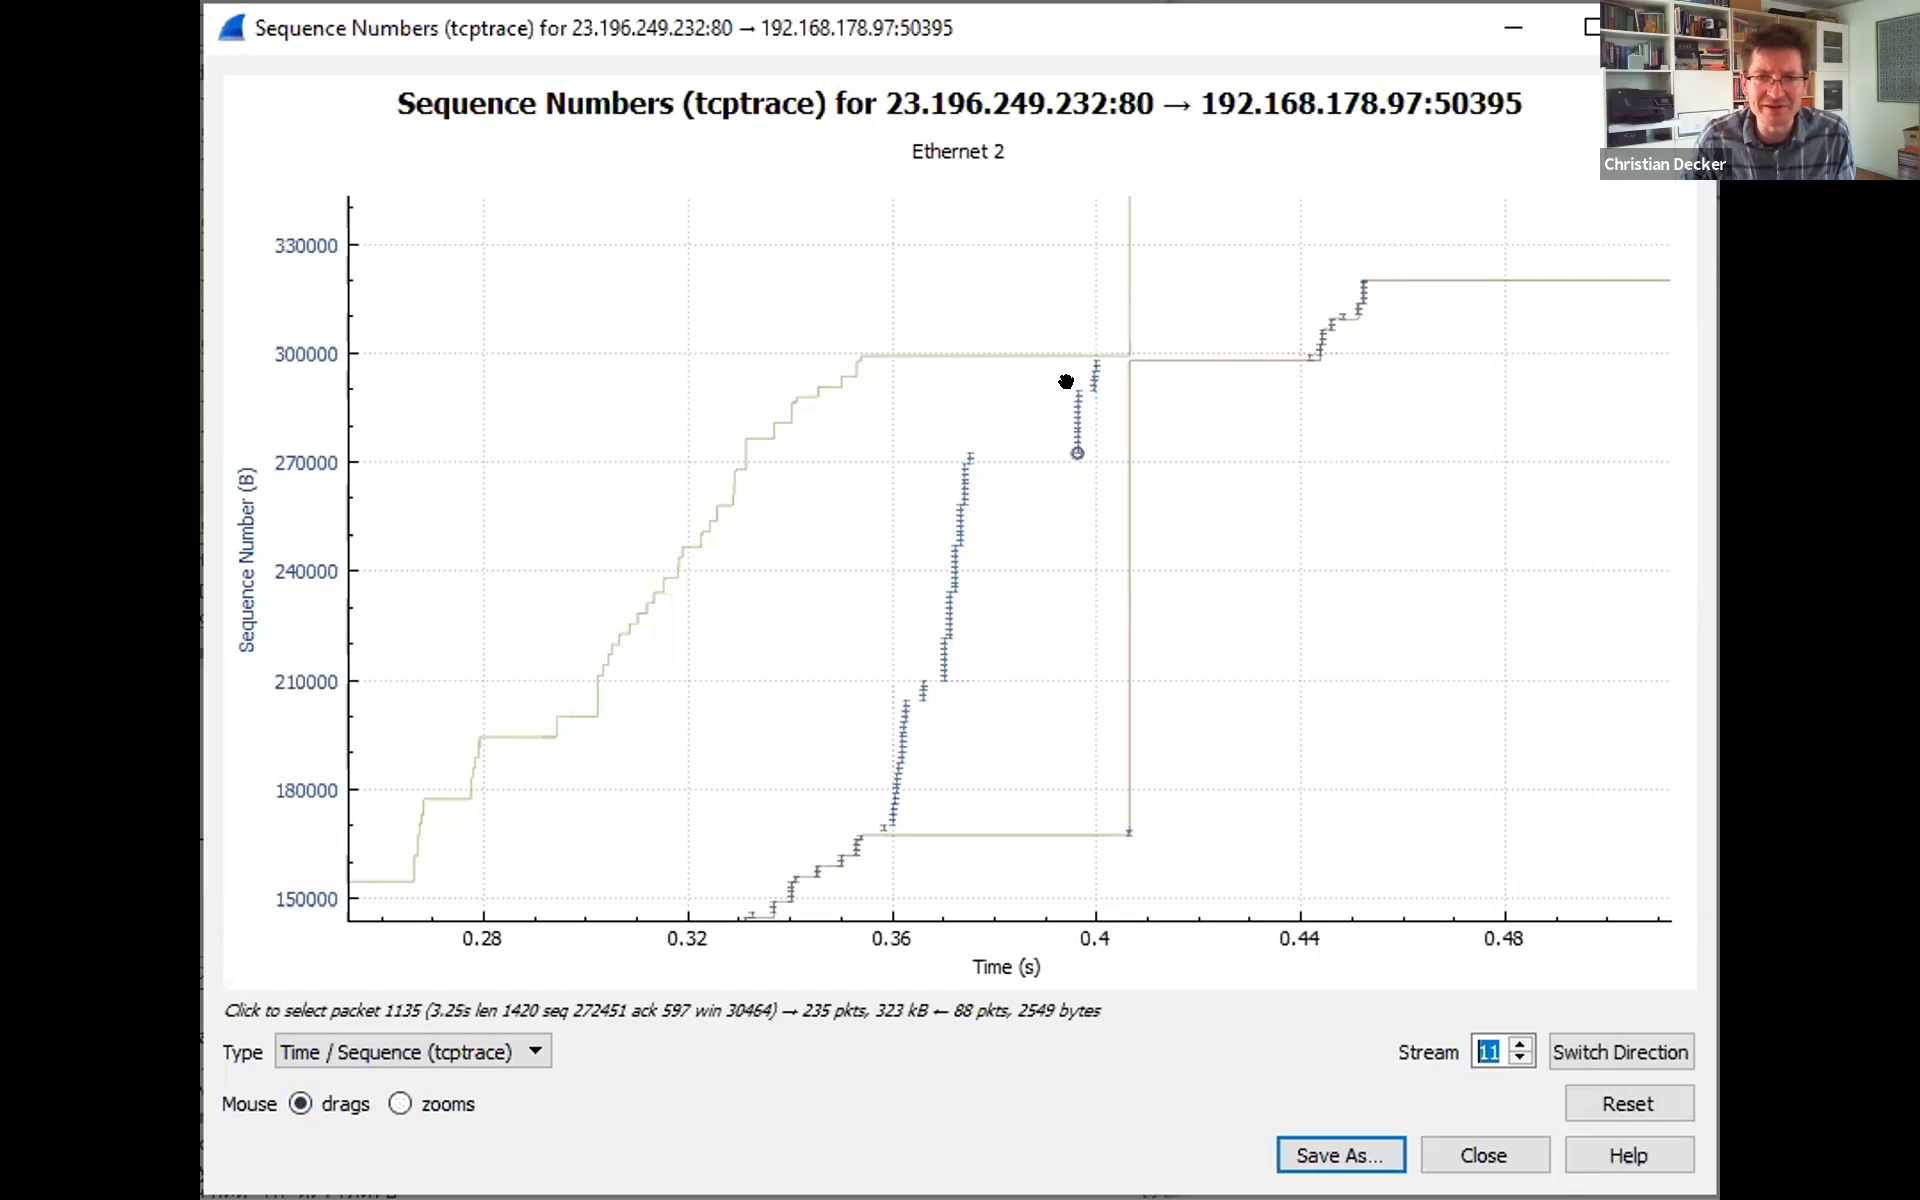 Sequence Numbers (tcptrace) for 23.196.249.232:80 → 192.168.178.97:50395
Christian Decker
Sequence Numbers (tcptrace) for 23.196.249.232:80 → 192.168.178.97:50395
Ethernet 2
Sequence Number (B)
330000
300000
270000
240000
210000
180000
150000
0.28 0.32 0.36 0.4 0.44 0.48
Time (s)
Click to select packet 1135 (3.25s len 1420 seq 272451 ack 597 win 30464) → 235 pkts, 323 kB ← 88 pkts, 2549 bytes
Type Time / Sequence (tcptrace) Stream 11 Switch Direction
Mouse drags zooms Reset
Save As... Close Help